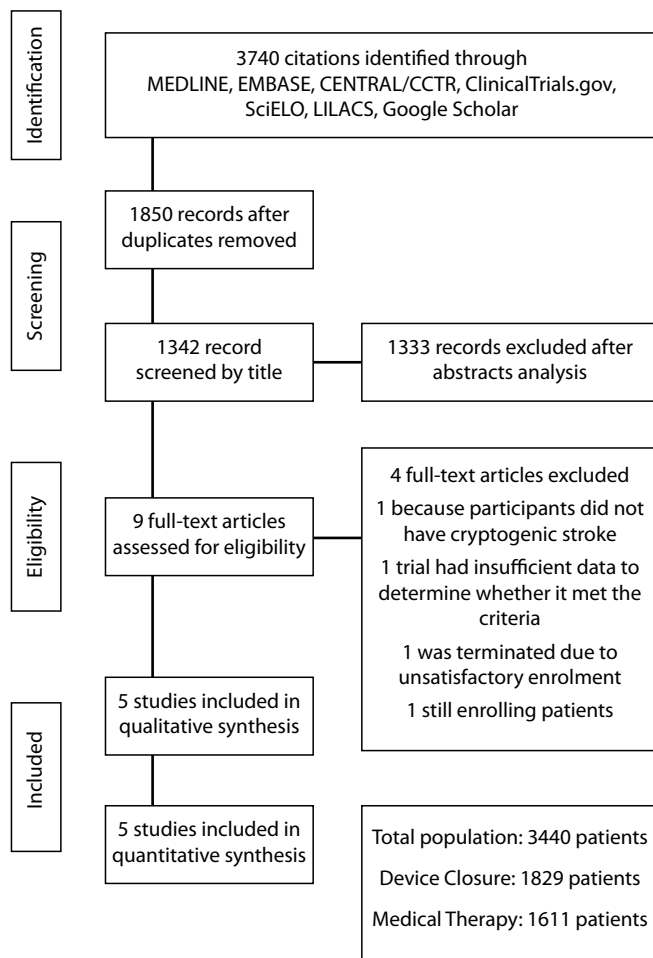 Identification
3740 citations identified through
MEDLINE, EMBASE, CENTRAL/CCTR, ClinicalTrials.gov,
SciELO, LILACS, Google Scholar
1850 records after
duplicates removed
Screening
1342 record
screened by title
1333 records excluded after
abstracts analysis
Eligibility
9 full-text articles
assessed for eligibility
4 full-text articles excluded
1 because participants did not
have cryptogenic stroke
1 trial had insufficient data to
determine whether it met the
criteria
1 was terminated due to
unsatisfactory enrolment
1 still enrolling patients
Included
5 studies included in
qualitative synthesis
5 studies included in
quantitative synthesis
Total population: 3440 patients
Device Closure: 1829 patients
Medical Therapy: 1611 patients